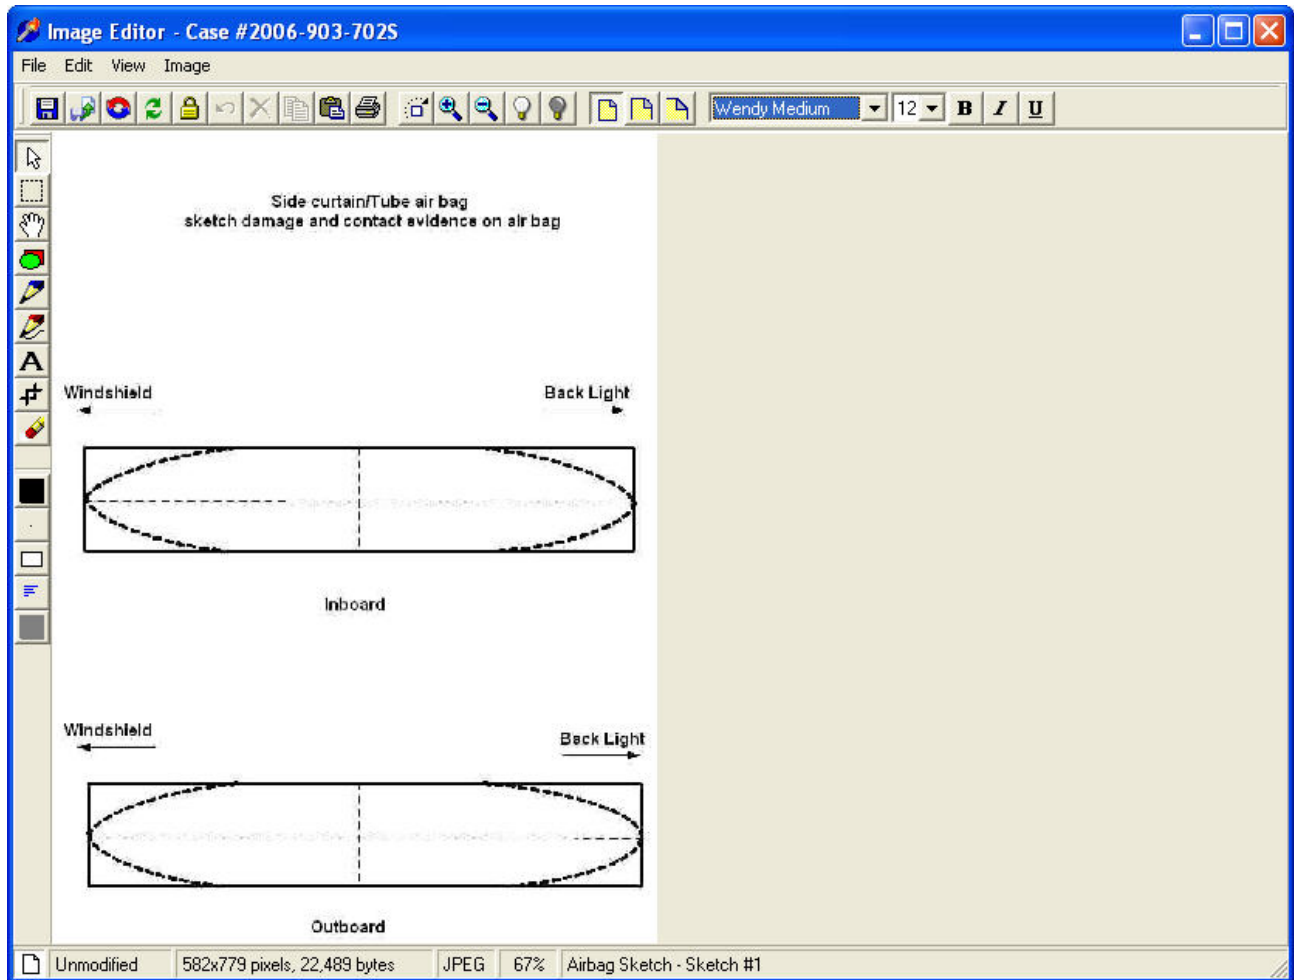 Image Editor - Case #2006-903-702S
File Edit View Image
Wendy Medium 12 B I U
A
Side curtain/Tube air bag
sketch damage and contact evidence on air bag
Windshield Back Light
Inboard
Windshield Back Light
Outboard
Unmodified 582x779 pixels, 22,489 bytes JPEG 67% Airbag Sketch - Sketch #1